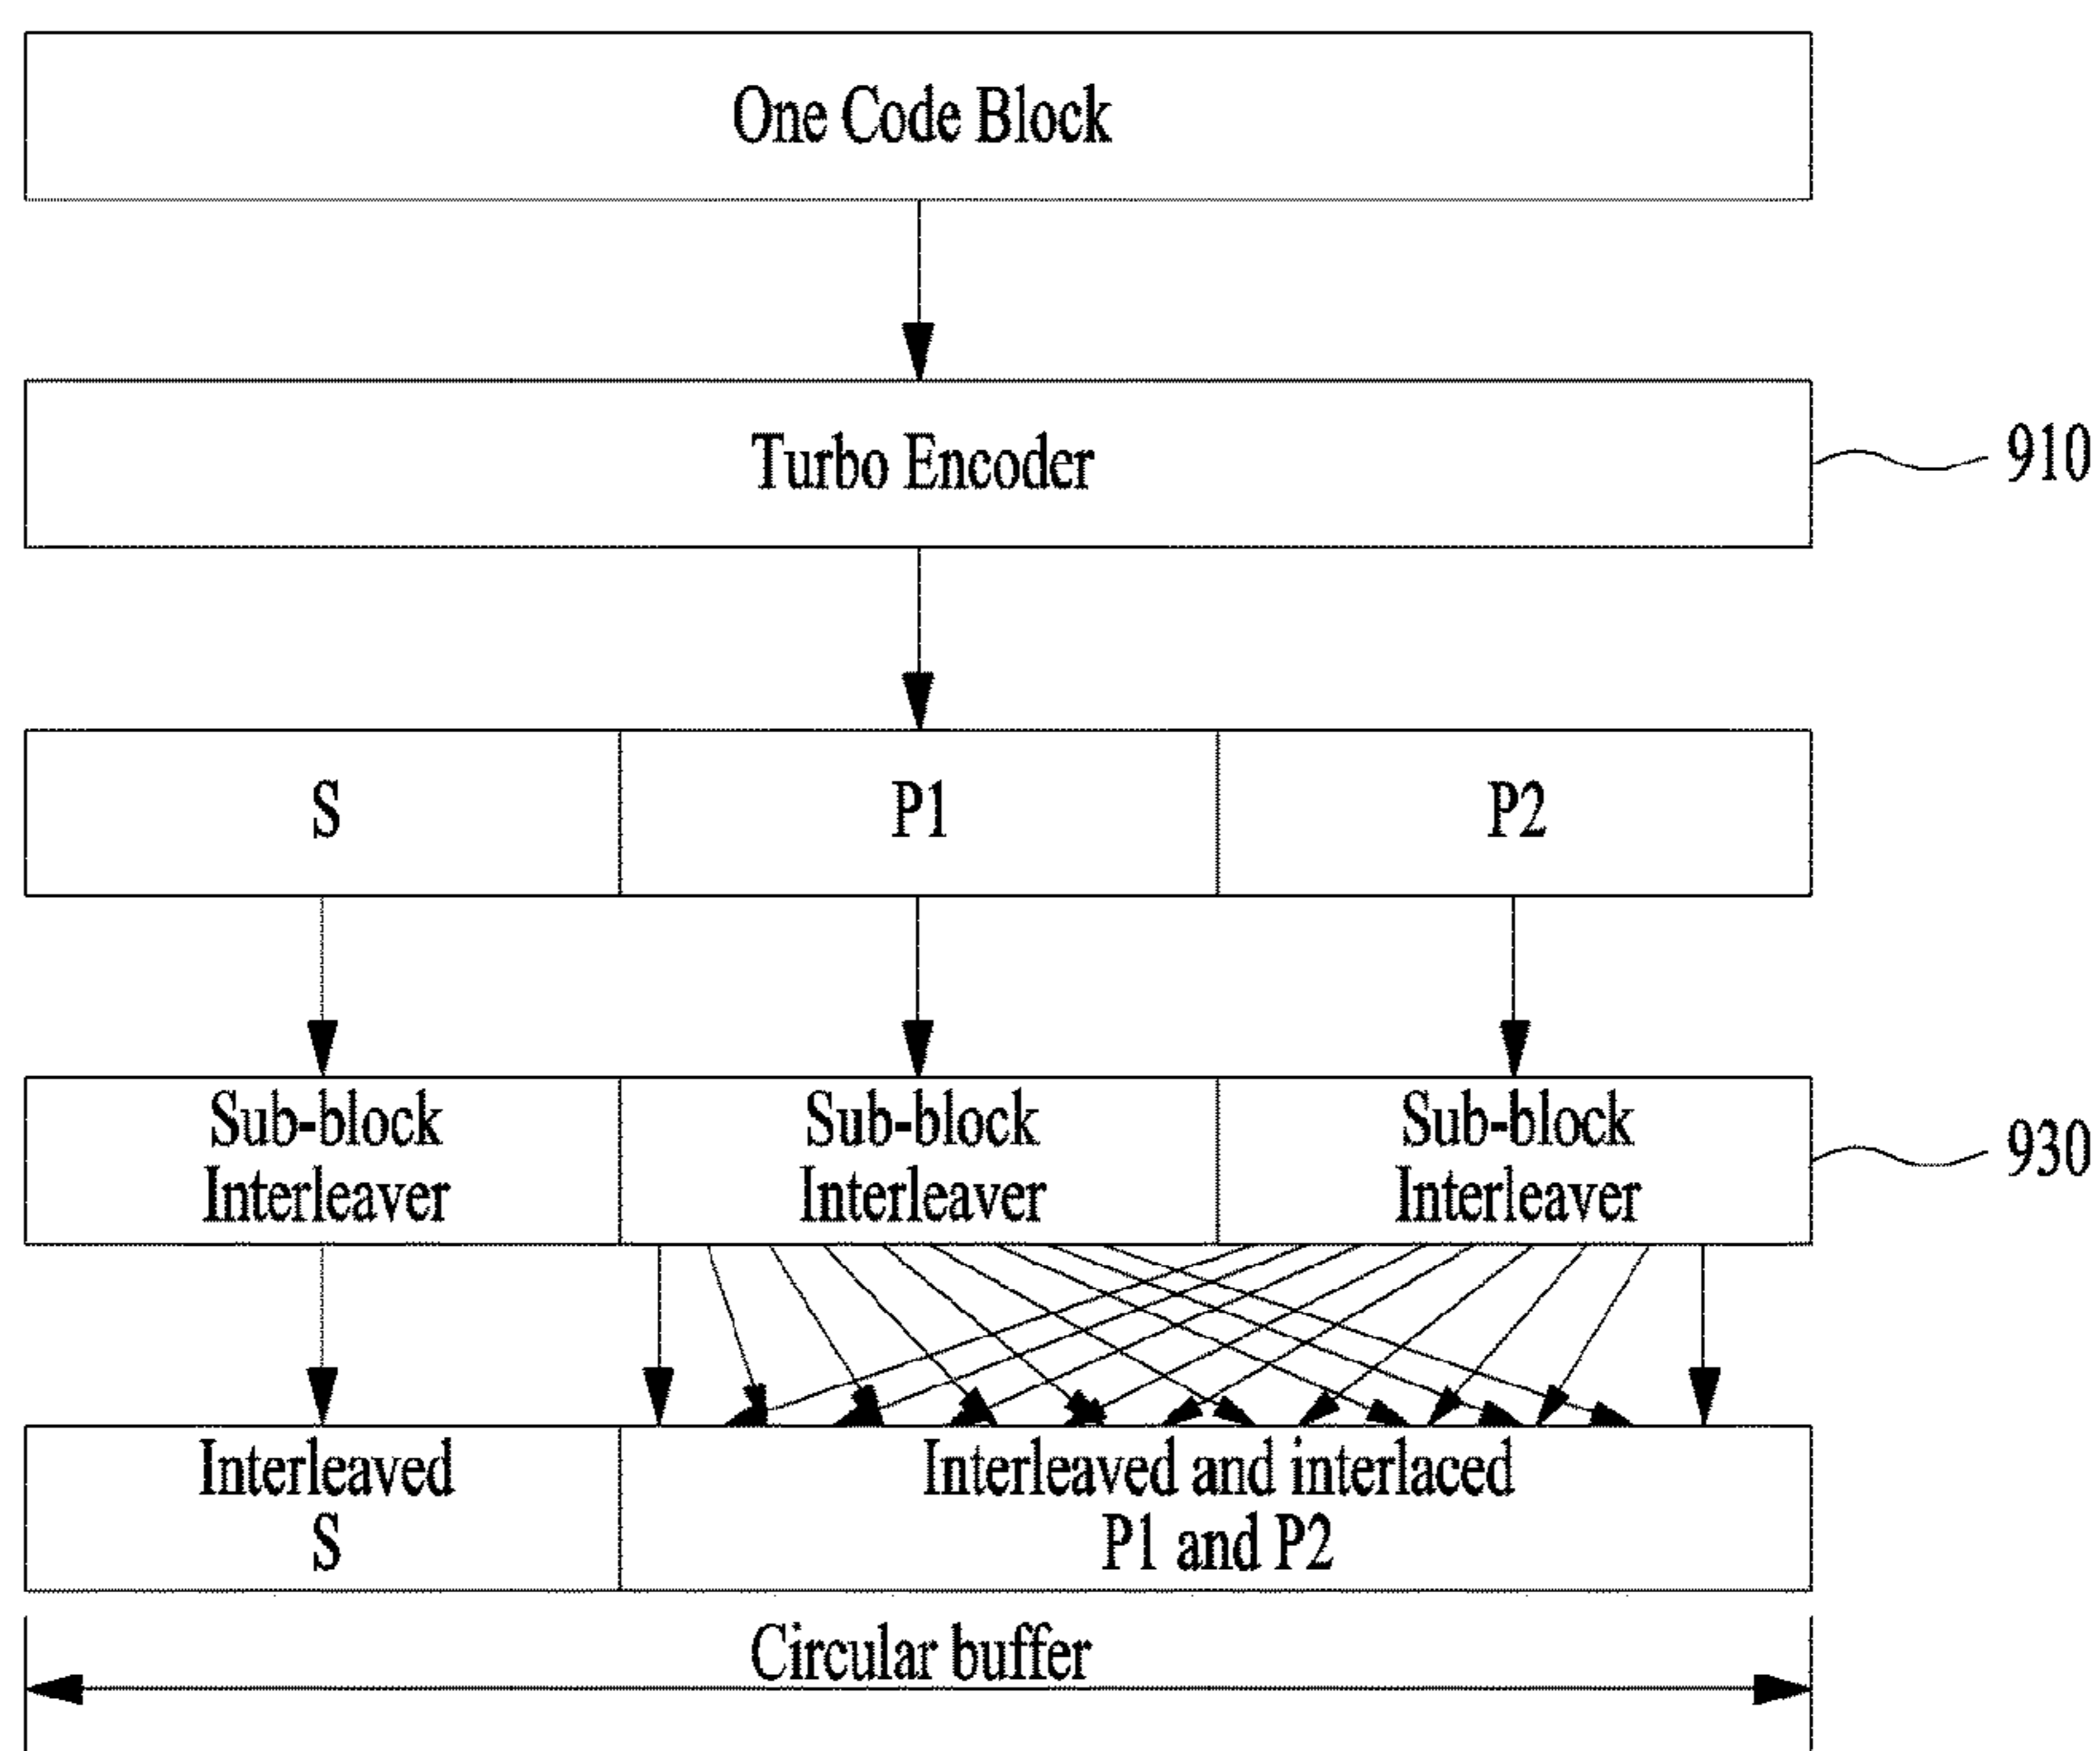 One Code Block
Turbo Encoder
910
S
P1
P2
Sub-block
Interleaver
Sub-block
Interleaver
Sub-block
Interleaver
930
Interleaved
S
Interleaved and interlaced
P1 and P2
Circular buffer